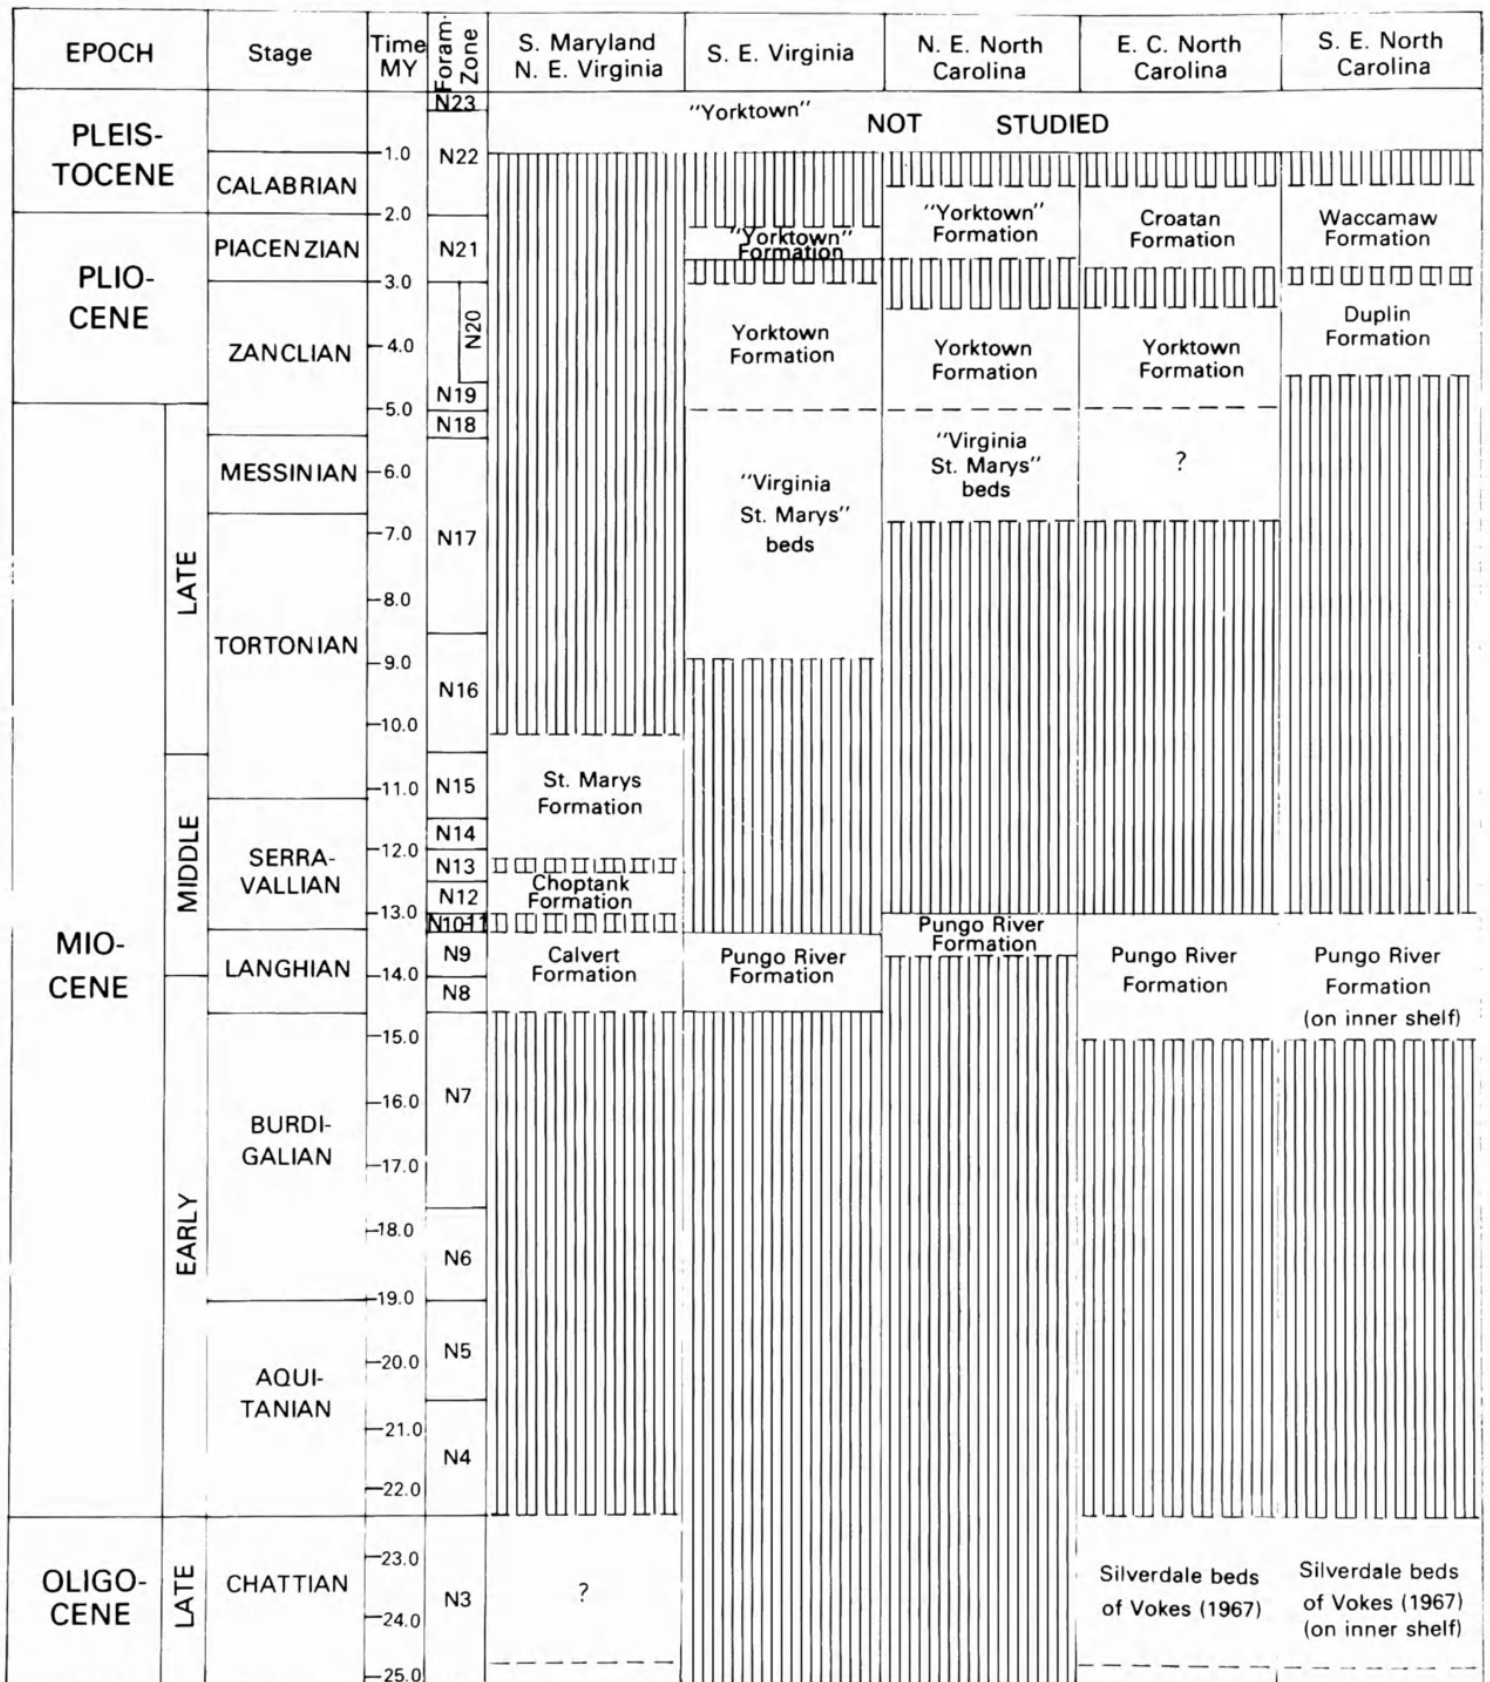 EPOCH
Stage
Time
MY
Foram.
Zone
S. Maryland
N. E. Virginia
S. E. Virginia
N. E. North
Carolina
E. C. North
Carolina
S. E. North
Carolina
PLEIS-
TOCENE
PLIO-
CENE
MIO-
CENE
LATE
MIDDLE
EARLY
OLIGO-
CENE
LATE
CALABRIAN
PIACENZIAN
ZANCLIAN
MESSINIAN
TORTONIAN
SERRA-
VALLIAN
LANGHIAN
BURDI-
GALIAN
AQUI-
TANIAN
CHATTIAN
1.0
2.0
3.0
4.0
5.0
6.0
7.0
8.0
9.0
10.0
11.0
12.0
13.0
14.0
15.0
16.0
17.0
18.0
19.0
20.0
21.0
22.0
23.0
24.0
25.0
N23
N22
N21
N20
N19
N18
N17
N16
N15
N14
N13
N12
N10-11
N9
N8
N7
N6
N5
N4
N3
"Yorktown"
NOT STUDIED
St. Marys
Formation
Choptank
Formation
Calvert
Formation
?
"Yorktown"
Formation
Yorktown
Formation
"Virginia
St. Marys"
beds
Pungo River
Formation
"Yorktown"
Formation
Yorktown
Formation
"Virginia
St. Marys"
beds
Pungo River
Formation
Croatan
Formation
Yorktown
Formation
?
Pungo River
Formation
Silverdale beds
of Vokes (1967)
Waccamaw
Formation
Duplin
Formation
Pungo River
Formation
(on inner shelf)
Silverdale beds
of Vokes (1967)
(on inner shelf)